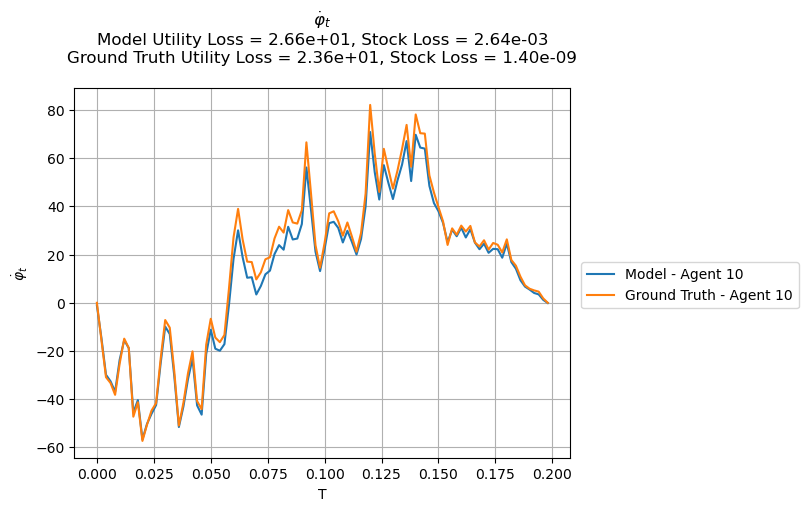 φ̇ₜ
Model Utility Loss = 2.66e+01, Stock Loss = 2.64e-03
Ground Truth Utility Loss = 2.36e+01, Stock Loss = 1.40e-09
80
60
40
20
0
−20
−40
−60
φ̇ₜ
0.000 0.025 0.050 0.075 0.100 0.125 0.150 0.175 0.200
T
Model - Agent 10
Ground Truth - Agent 10